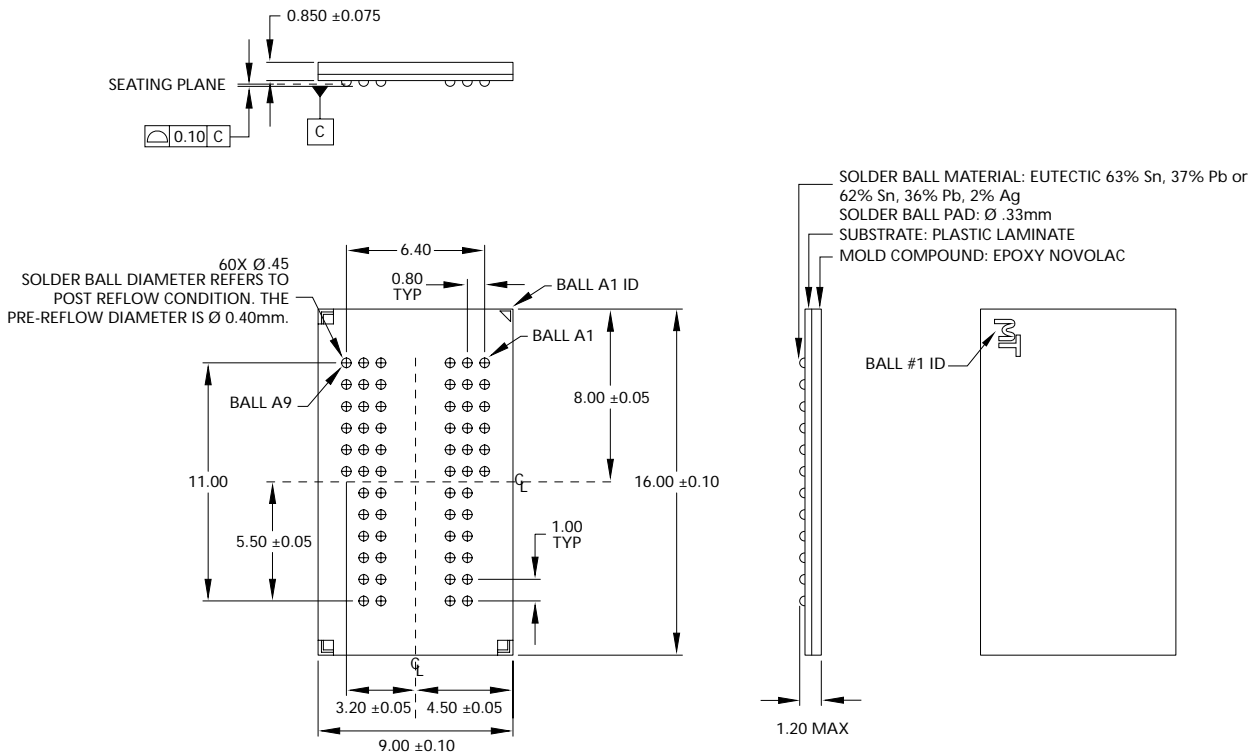 0.850 ±0.075
SEATING PLANE
0.10 C
C
SOLDER BALL MATERIAL: EUTECTIC 63% Sn, 37% Pb or
62% Sn, 36% Pb, 2% Ag
SOLDER BALL PAD: Ø .33mm
SUBSTRATE: PLASTIC LAMINATE
MOLD COMPOUND: EPOXY NOVOLAC
6.40
60X Ø.45
SOLDER BALL DIAMETER REFERS TO
POST REFLOW CONDITION. THE
PRE-REFLOW DIAMETER IS Ø 0.40mm.
0.80
TYP
BALL A1 ID
BALL A1
BALL A9
8.00 ±0.05
BALL #1 ID
MT
11.00
CL
16.00 ±0.10
5.50 ±0.05
1.00
TYP
CL
3.20 ±0.05
4.50 ±0.05
9.00 ±0.10
1.20 MAX